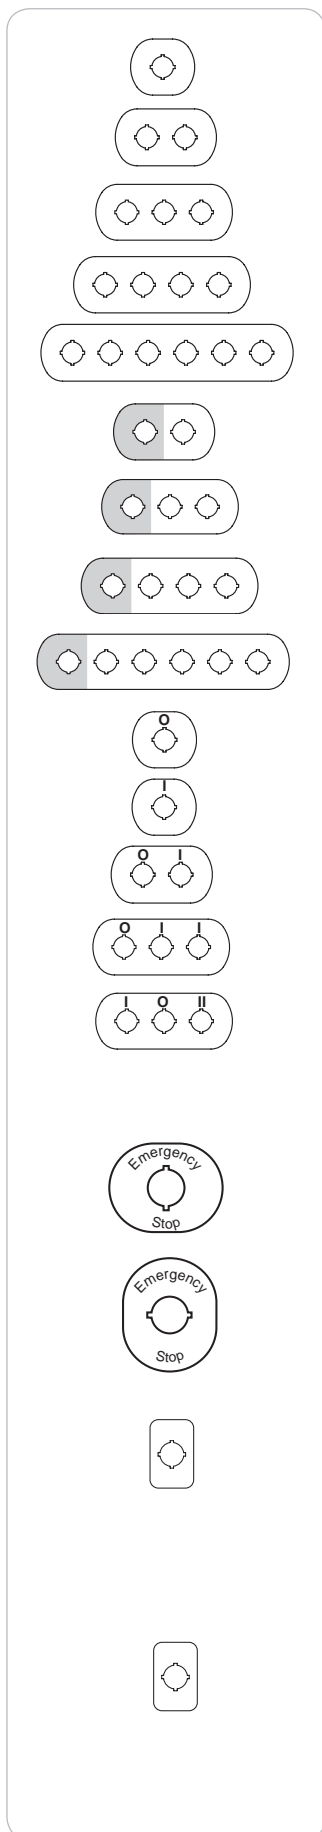 O
I
O I
O I I
I O II
Emergency
Stop
Emergency
Stop